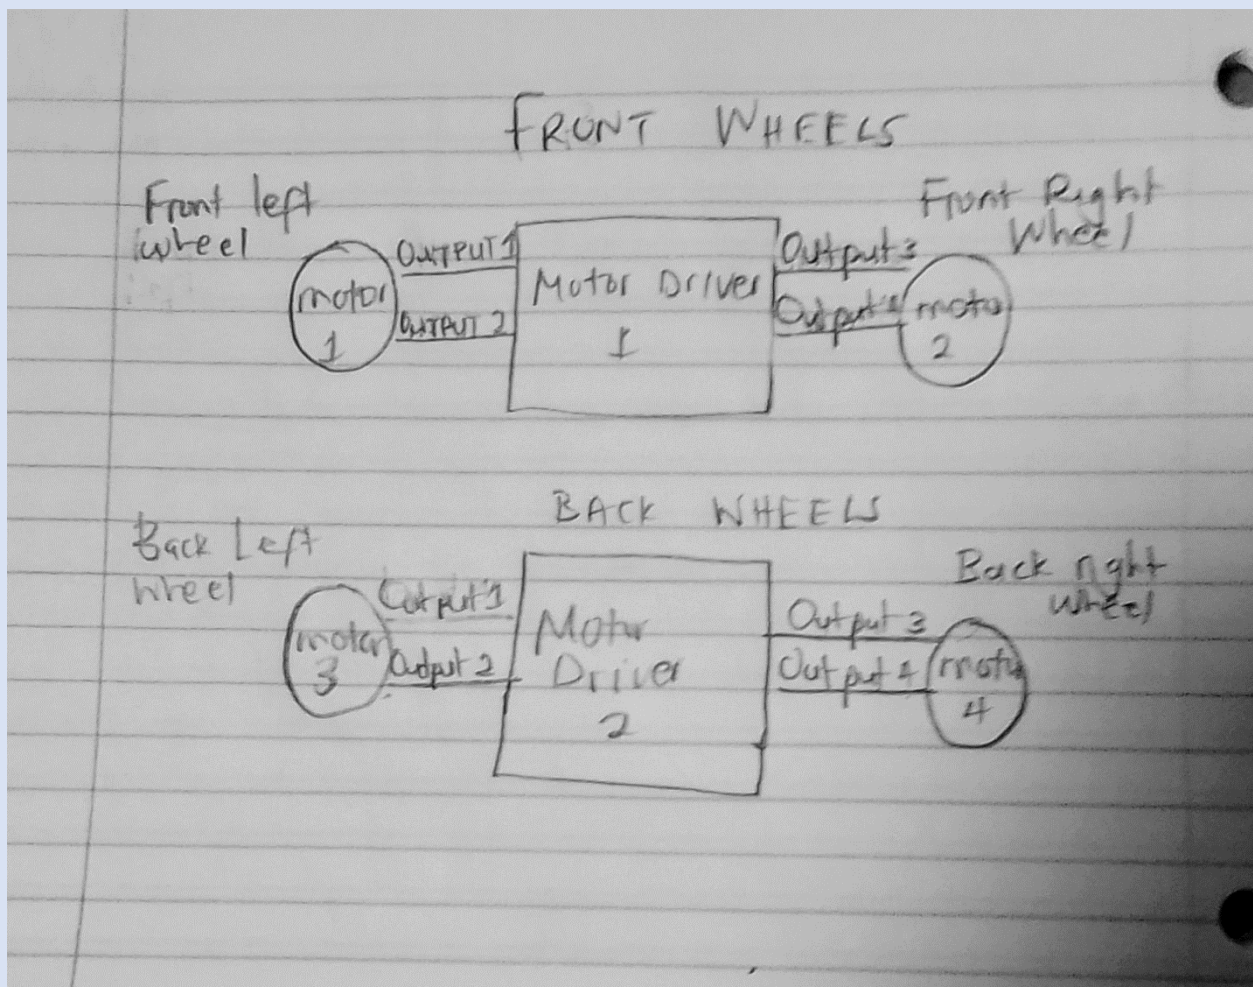 FRONT WHEELS
Front left
wheel
Front Right
Wheel
OUTPUT 1
OUTPUT 2
motor
1
Motor Driver
1
Output 3
Output 4
motor
2
BACK WHEELS
Back Left
wheel
Back right
wheel
Output 1
Output 2
motor
3
Motor
Driver
2
Output 3
Output 4
motor
4